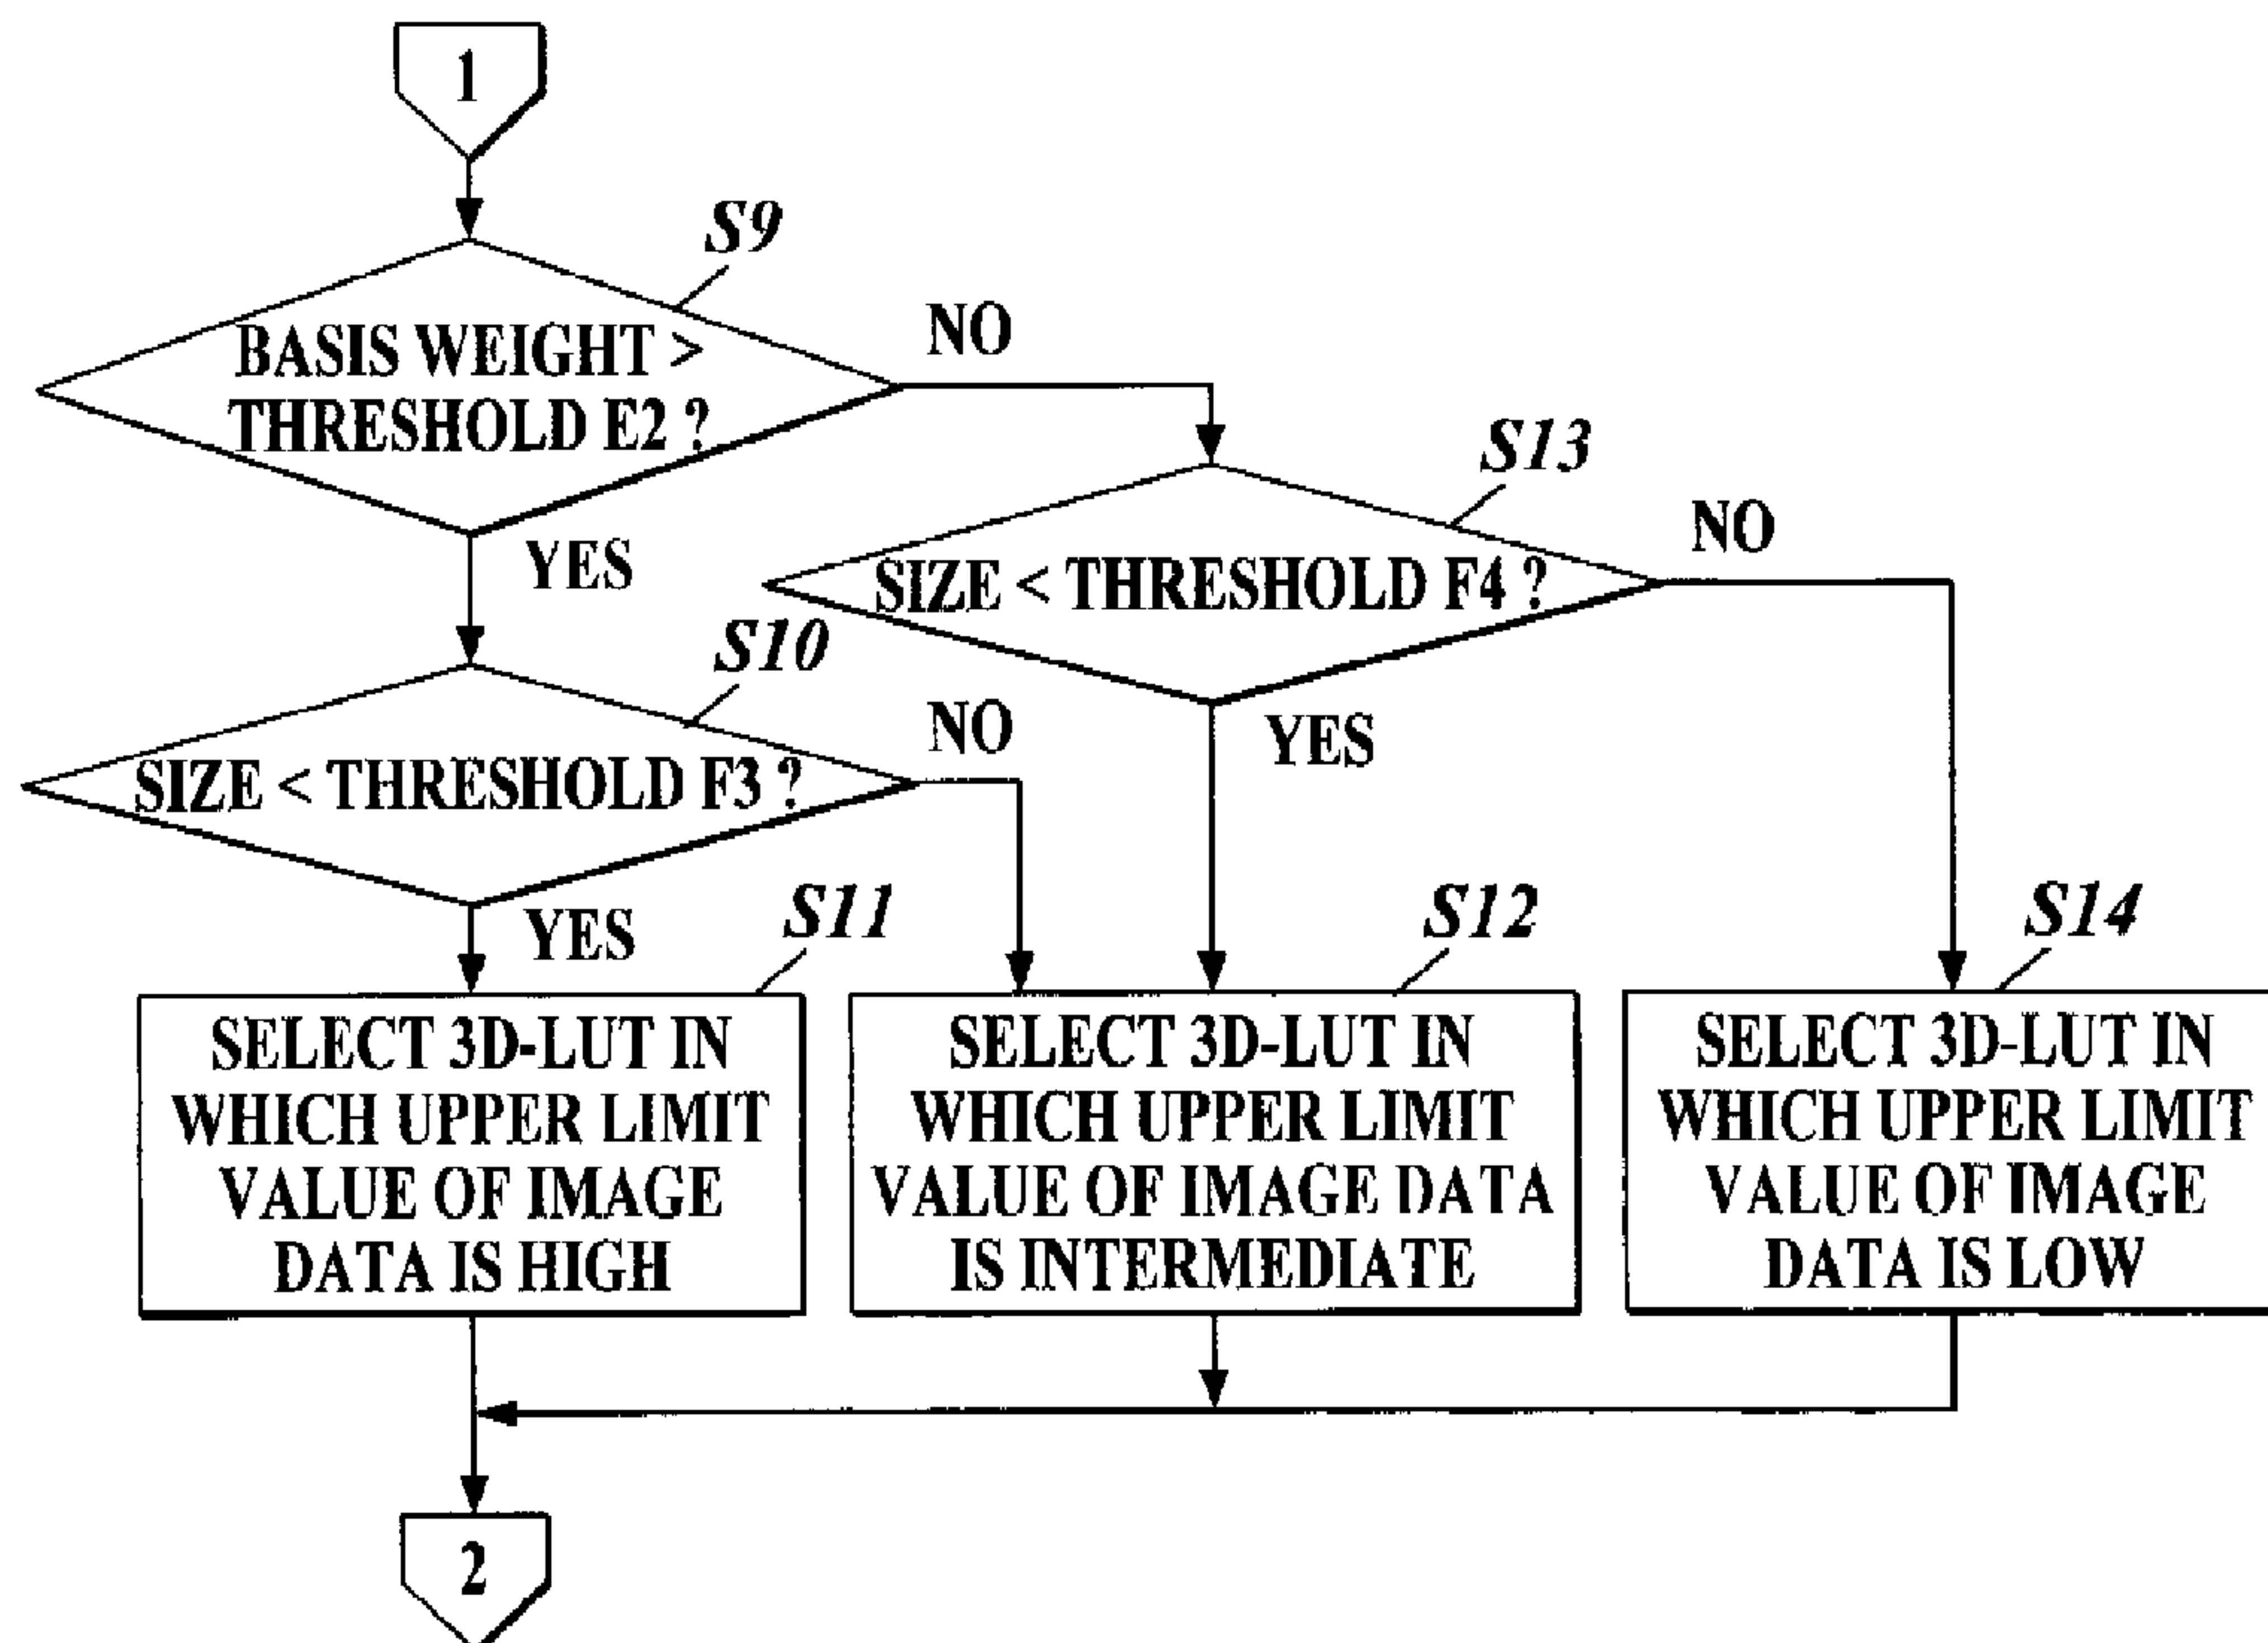 1
S9
BASIS WEIGHT >
THRESHOLD E2 ?
NO
YES
S13
SIZE < THRESHOLD F4 ?
NO
YES
S10
SIZE < THRESHOLD F3 ?
NO
YES
S11
SELECT 3D-LUT IN
WHICH UPPER LIMIT
VALUE OF IMAGE
DATA IS HIGH
S12
SELECT 3D-LUT IN
WHICH UPPER LIMIT
VALUE OF IMAGE DATA
IS INTERMEDIATE
S14
SELECT 3D-LUT IN
WHICH UPPER LIMIT
VALUE OF IMAGE
DATA IS LOW
2